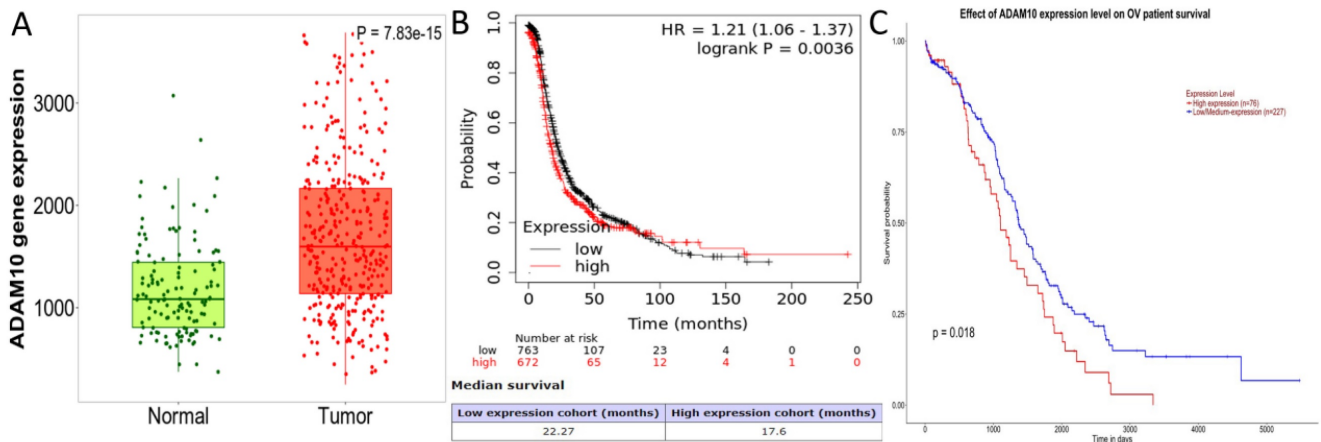 A
ADAM10 gene expression
P = 7.83e-15
3000
2000
1000
Normal
Tumor
B
HR = 1.21 (1.06 - 1.37)
logrank P = 0.0036
Probability
1.0
0.8
0.6
0.4
0.2
0.0
Expression
low
high
0 50 100 150 200 250
Time (months)
Number at risk
low 763 107 23 4 0 0
high 672 65 12 4 1 0
Median survival
Low expression cohort (months) High expression cohort (months)
22.27 17.6
C
Effect of ADAM10 expression level on OV patient survival
Survival probability
1.00
0.75
0.50
0.25
0.00
Expression Level
High expression (n=76)
Low/Medium-expression (n=227)
p = 0.018
0 1000 2000 3000 4000 5000
Time in days